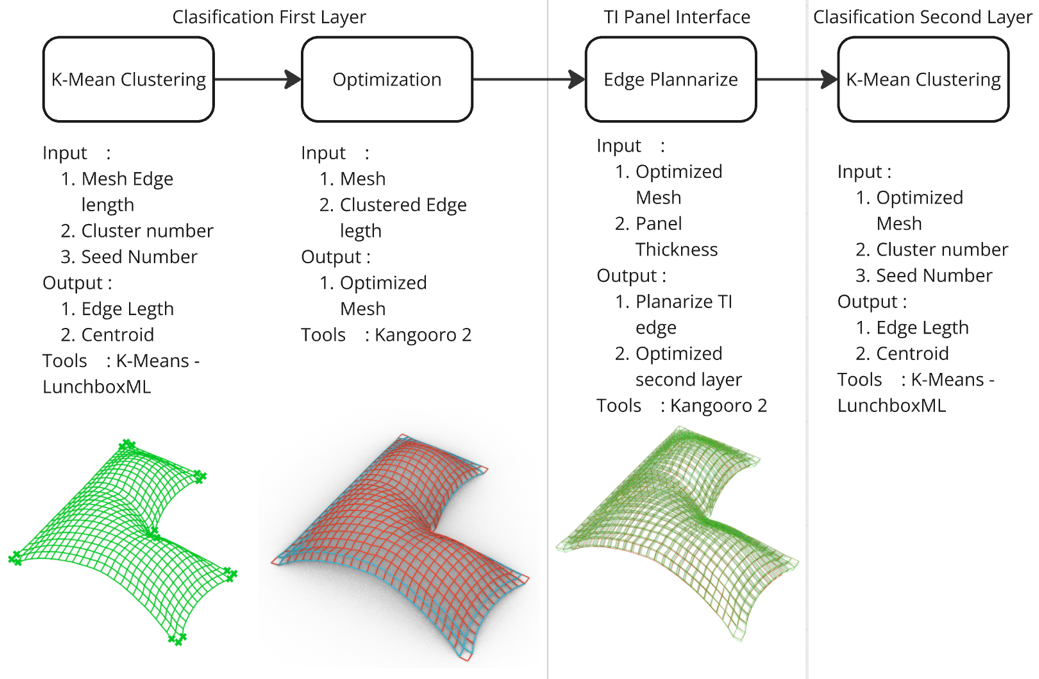 Clasification First Layer
TI Panel Interface
Clasification Second Layer
K-Mean Clustering
Optimization
Edge Plannarize
K-Mean Clustering
Input :
1. Mesh Edge
length
2. Cluster number
3. Seed Number
Output :
1. Edge Legth
2. Centroid
Tools : K-Means -
LunchboxML
Input :
1. Mesh
2. Clustered Edge
legth
Output :
1. Optimized
Mesh
Tools : Kangooro 2
Input :
1. Optimized
Mesh
2. Panel
Thickness
Output :
1. Planarize TI
edge
2. Optimized
second layer
Tools : Kangooro 2
Input :
1. Optimized
Mesh
2. Cluster number
3. Seed Number
Output :
1. Edge Legth
2. Centroid
Tools : K-Means -
LunchboxML